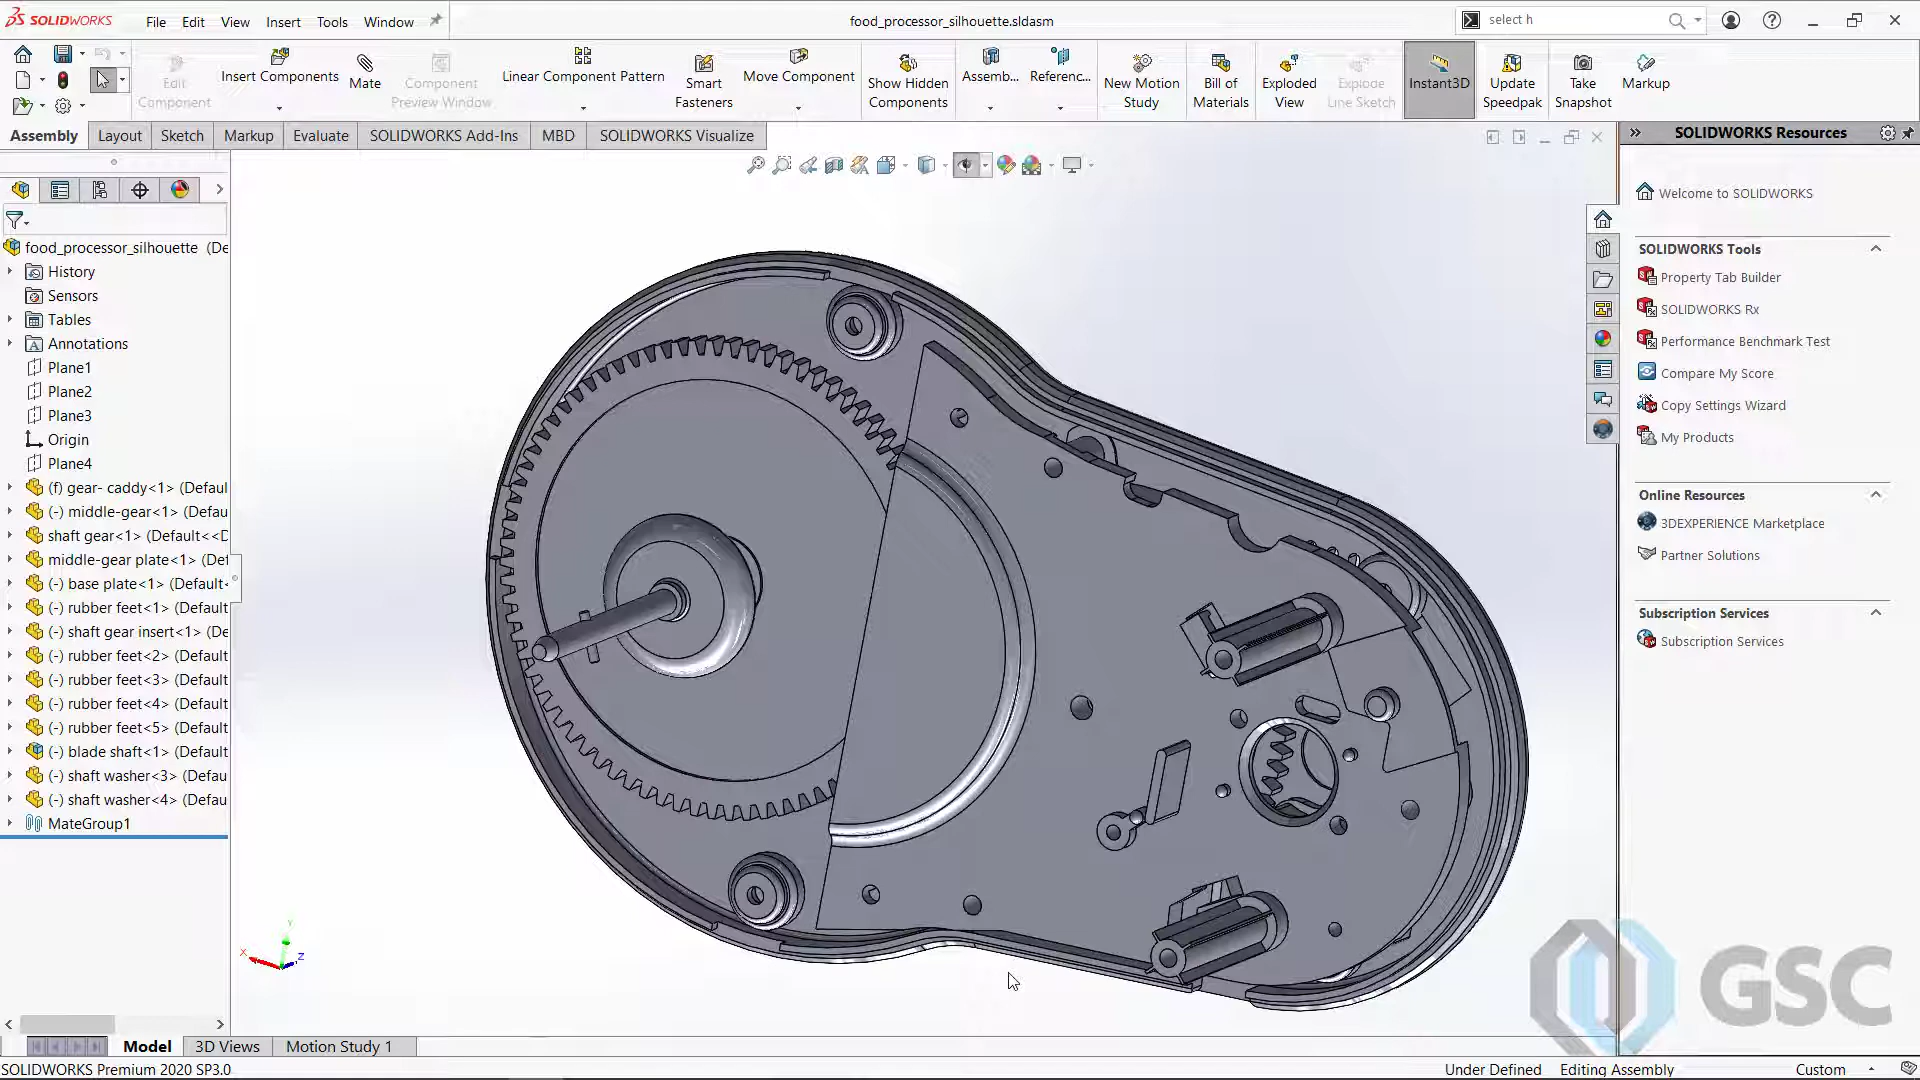 SOLIDWORKS File Edit View Insert Tools Window food_processor_silhouette.sldasm select h
Edit Component
Insert Components
Mate
Component Preview Window
Linear Component Pattern
Smart Fasteners
Move Component
Show Hidden Components
Assemb...
Referenc...
New Motion Study
Bill of Materials
Exploded View
Explode Line Sketch
Instant3D
Update Speedpak
Take Snapshot
Markup
Assembly Layout Sketch Markup Evaluate SOLIDWORKS Add-Ins MBD SOLIDWORKS Visualize
food_processor_silhouette (De
History
Sensors
Tables
Annotations
Plane1
Plane2
Plane3
Origin
Plane4
(f) gear- caddy<1> (Defaul
(-) middle-gear<1> (Defau
shaft gear<1> (Default<<D
middle-gear plate<1> (Def
(-) base plate<1> (Default<
(-) rubber feet<1> (Default
(-) shaft gear insert<1> (De
(-) rubber feet<2> (Default
(-) rubber feet<3> (Default
(-) rubber feet<4> (Default
(-) rubber feet<5> (Default
(-) blade shaft<1> (Default
(-) shaft washer<3> (Defau
(-) shaft washer<4> (Defau
MateGroup1
Y
X
Z
SOLIDWORKS Resources
Welcome to SOLIDWORKS
SOLIDWORKS Tools
Property Tab Builder
SOLIDWORKS Rx
Performance Benchmark Test
Compare My Score
Copy Settings Wizard
My Products
Online Resources
3DEXPERIENCE Marketplace
Partner Solutions
Subscription Services
Subscription Services
GSC
Model 3D Views Motion Study 1
SOLIDWORKS Premium 2020 SP3.0 Under Defined Editing Assembly Custom